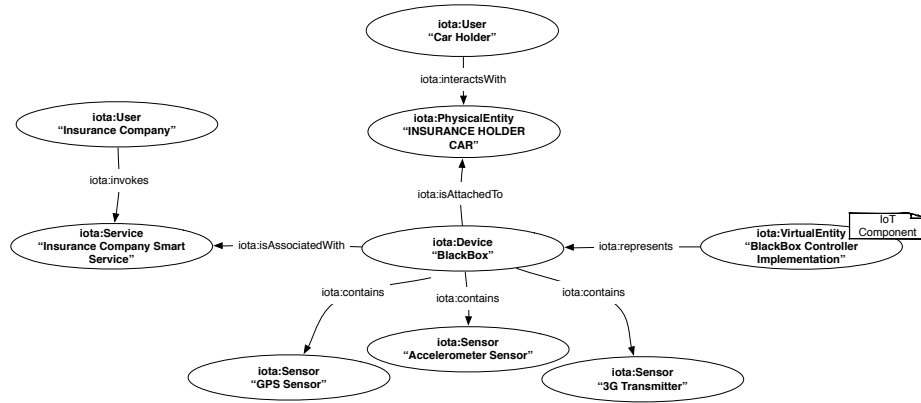 iota:User
“Car Holder”
iota:interactsWith
iota:User
“Insurance Company”
iota:PhysicalEntity
“INSURANCE HOLDER
CAR”
iota:invokes
iota:isAttachedTo
iota:Service
“Insurance Company Smart
Service”
iota:isAssociatedWith
iota:Device
“BlackBox”
iota:represents
iota:VirtualEntity
“BlackBox Controller
Implementation”
IoT
Component
iota:contains
iota:contains
iota:contains
iota:Sensor
“GPS Sensor”
iota:Sensor
“Accelerometer Sensor”
iota:Sensor
“3G Transmitter”